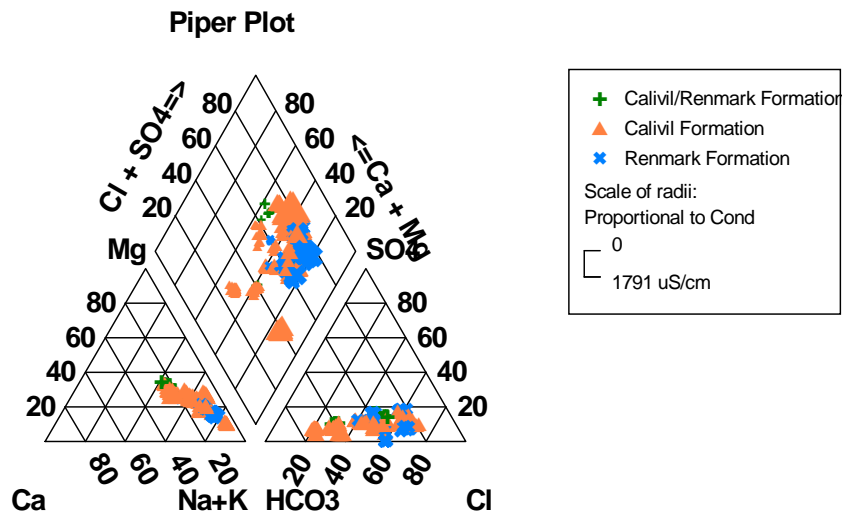 Piper Plot
Cl + SO4=>
<=Ca + Mg
80 80
60 60
40 40
20 20
Mg SO4
80 80
60 60
40 40
20 20
80 60 40 20
20 40 60 80
Ca Na+K HCO3 Cl
Calivil/Renmark Formation
Calivil Formation
Renmark Formation
Scale of radii:
Proportional to Cond
0
1791 uS/cm